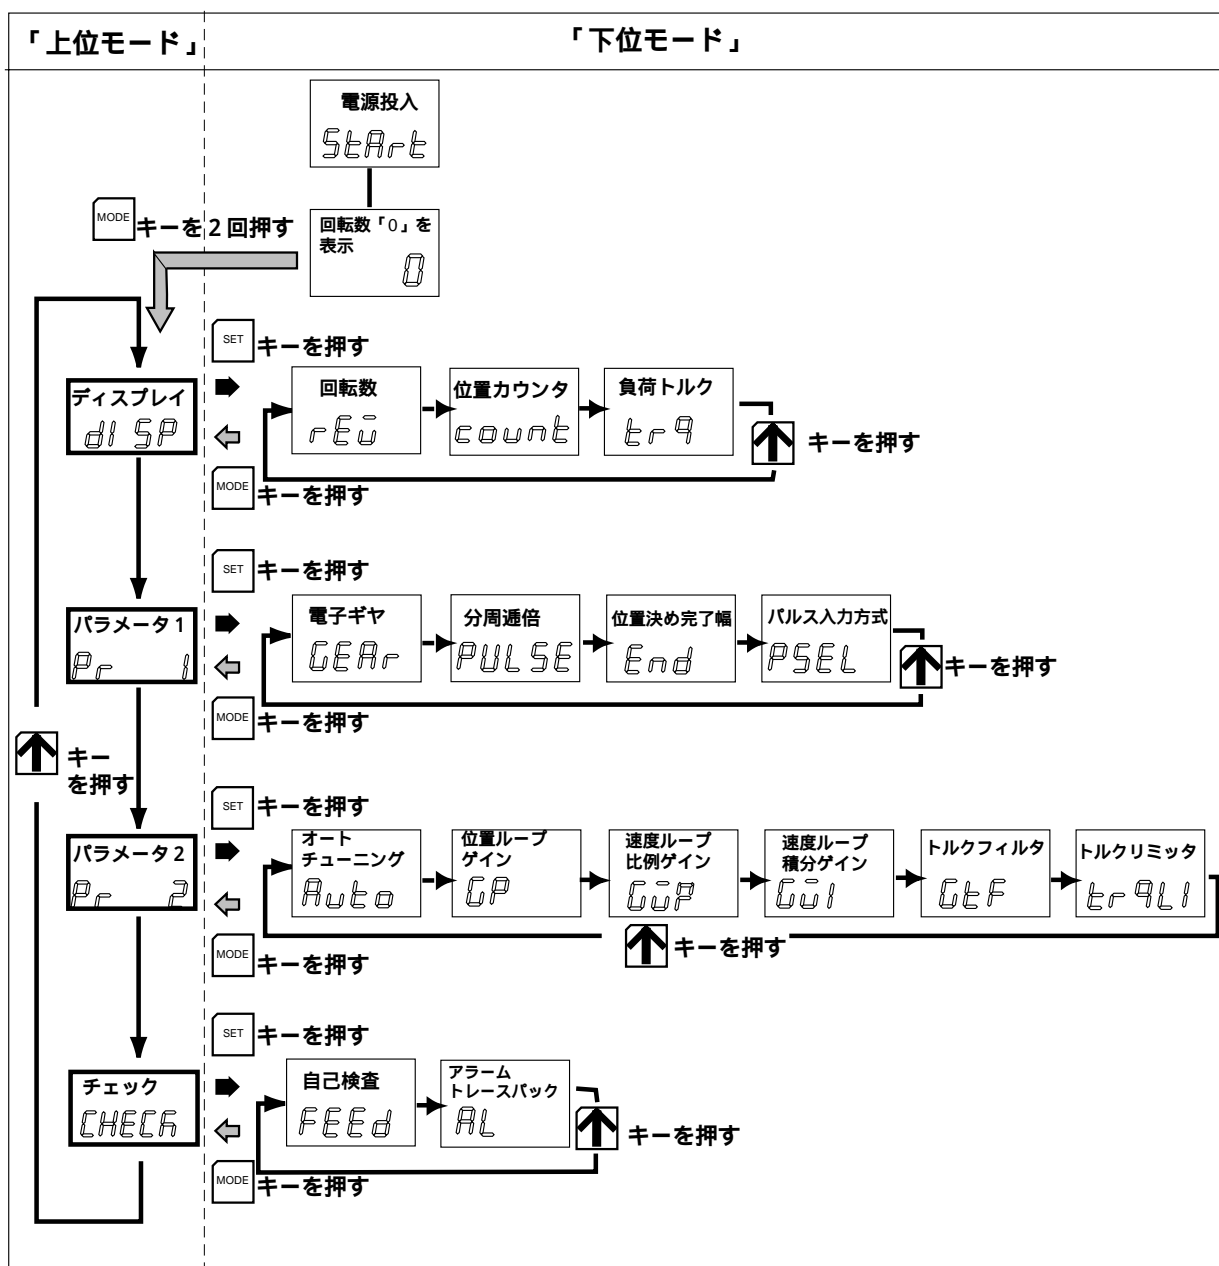 「上位モード」
「下位モード」
電源投入
StArt
MODE キーを2回押す
回転数「0」を
表示
0
SET キーを押す
ディスプレイ
dISP
回転数
rEv
位置カウンタ
count
負荷トルク
trq
キーを押す
MODE キーを押す
SET キーを押す
パラメータ1
Pr 1
電子ギヤ
GEAr
分周逓倍
PULSE
位置決め完了幅
End
パルス入力方式
PSEL
キーを押す
MODE キーを押す
キー
を押す
SET キーを押す
パラメータ2
Pr 2
オート
チューニング
Auto
位置ループ
ゲイン
GP
速度ループ
比例ゲイン
GvP
速度ループ
積分ゲイン
GvI
トルクフィルタ
GtF
トルクリミッタ
trqLI
キーを押す
MODE キーを押す
SET キーを押す
チェック
CHECK
自己検査
FEEd
アラーム
トレースバック
AL
キーを押す
MODE キーを押す